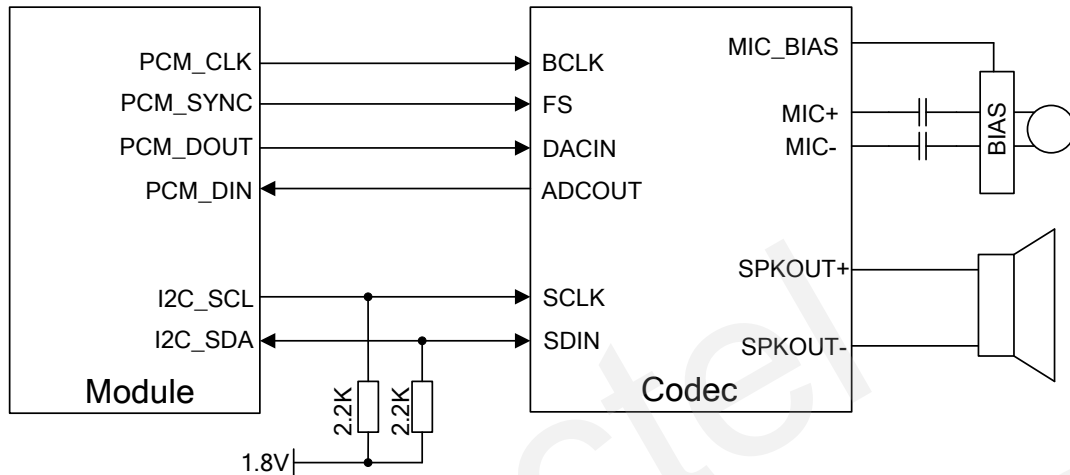 PCM_CLK
PCM_SYNC
PCM_DOUT
PCM_DIN
I2C_SCL
I2C_SDA
Module
BCLK
FS
DACIN
ADCOUT
SCLK
SDIN
Codec
MIC_BIAS
MIC+
MIC-
SPKOUT+
SPKOUT-
BIAS
2.2K
2.2K
1.8V